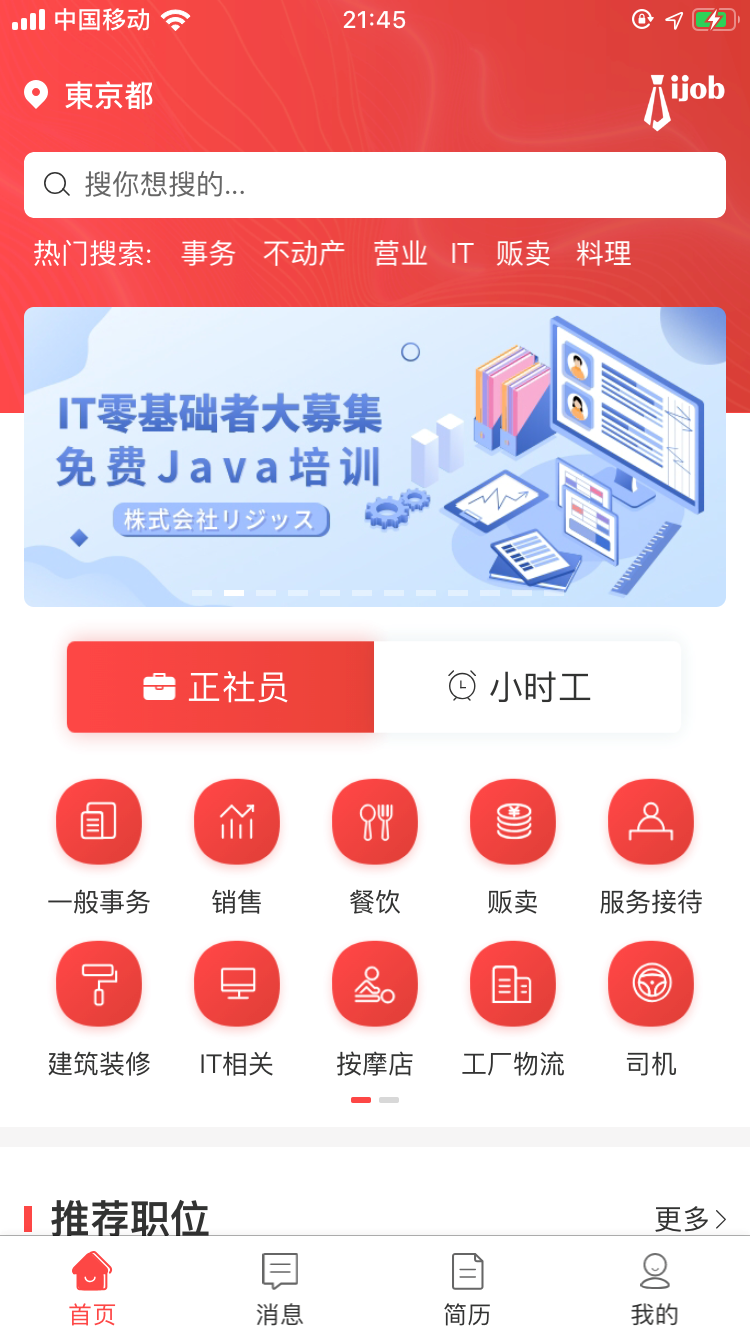 中国移动 21:45
東京都
ijob
搜你想搜的...
热门搜索: 事务 不动产 营业 IT 贩卖 料理
IT零基础者大募集
免费Java培训
株式会社リジッス
正社员 小时工
一般事务 销售 餐饮 贩卖 服务接待
建筑装修 IT相关 按摩店 工厂物流 司机
推荐职位 更多
首页 消息 简历 我的